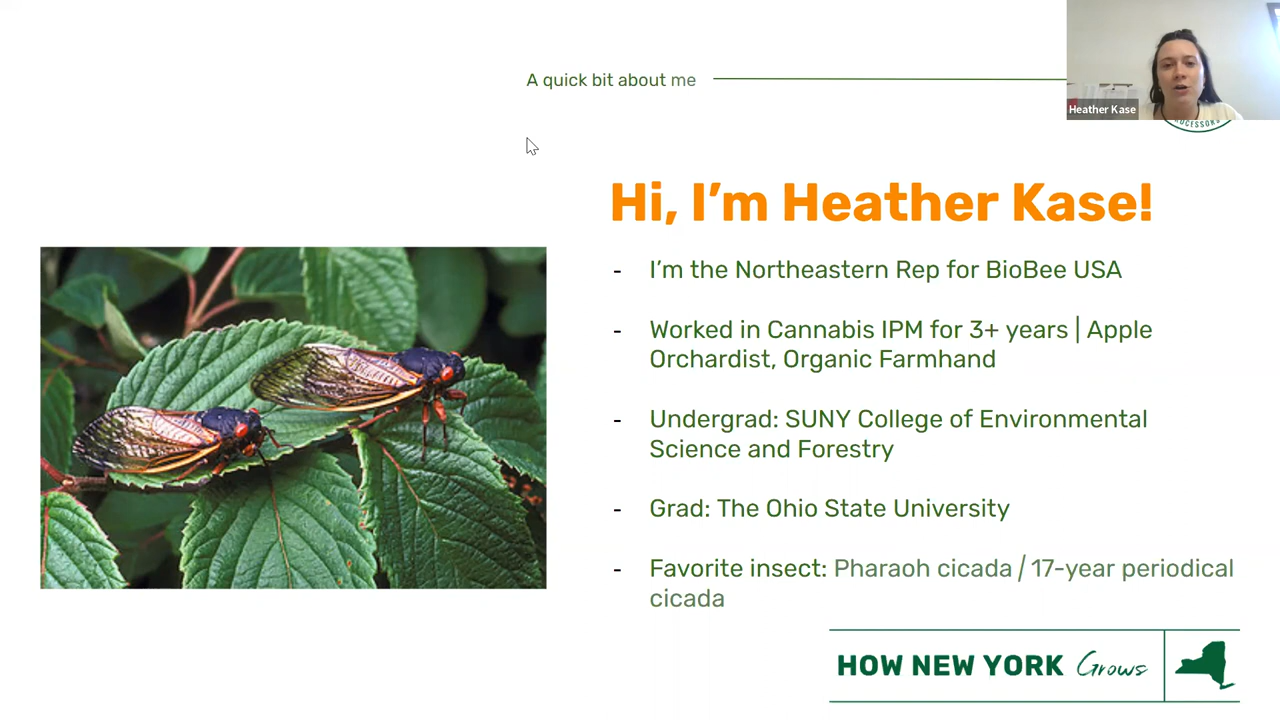 A quick bit about me
Heather Kase
OCESSORS
Hi, I'm Heather Kase!
- I'm the Northeastern Rep for BioBee USA
- Worked in Cannabis IPM for 3+ years | Apple
Orchardist, Organic Farmhand
- Undergrad: SUNY College of Environmental
Science and Forestry
- Grad: The Ohio State University
- Favorite insect: Pharaoh cicada / 17-year periodical
cicada
HOW NEW YORK Grows